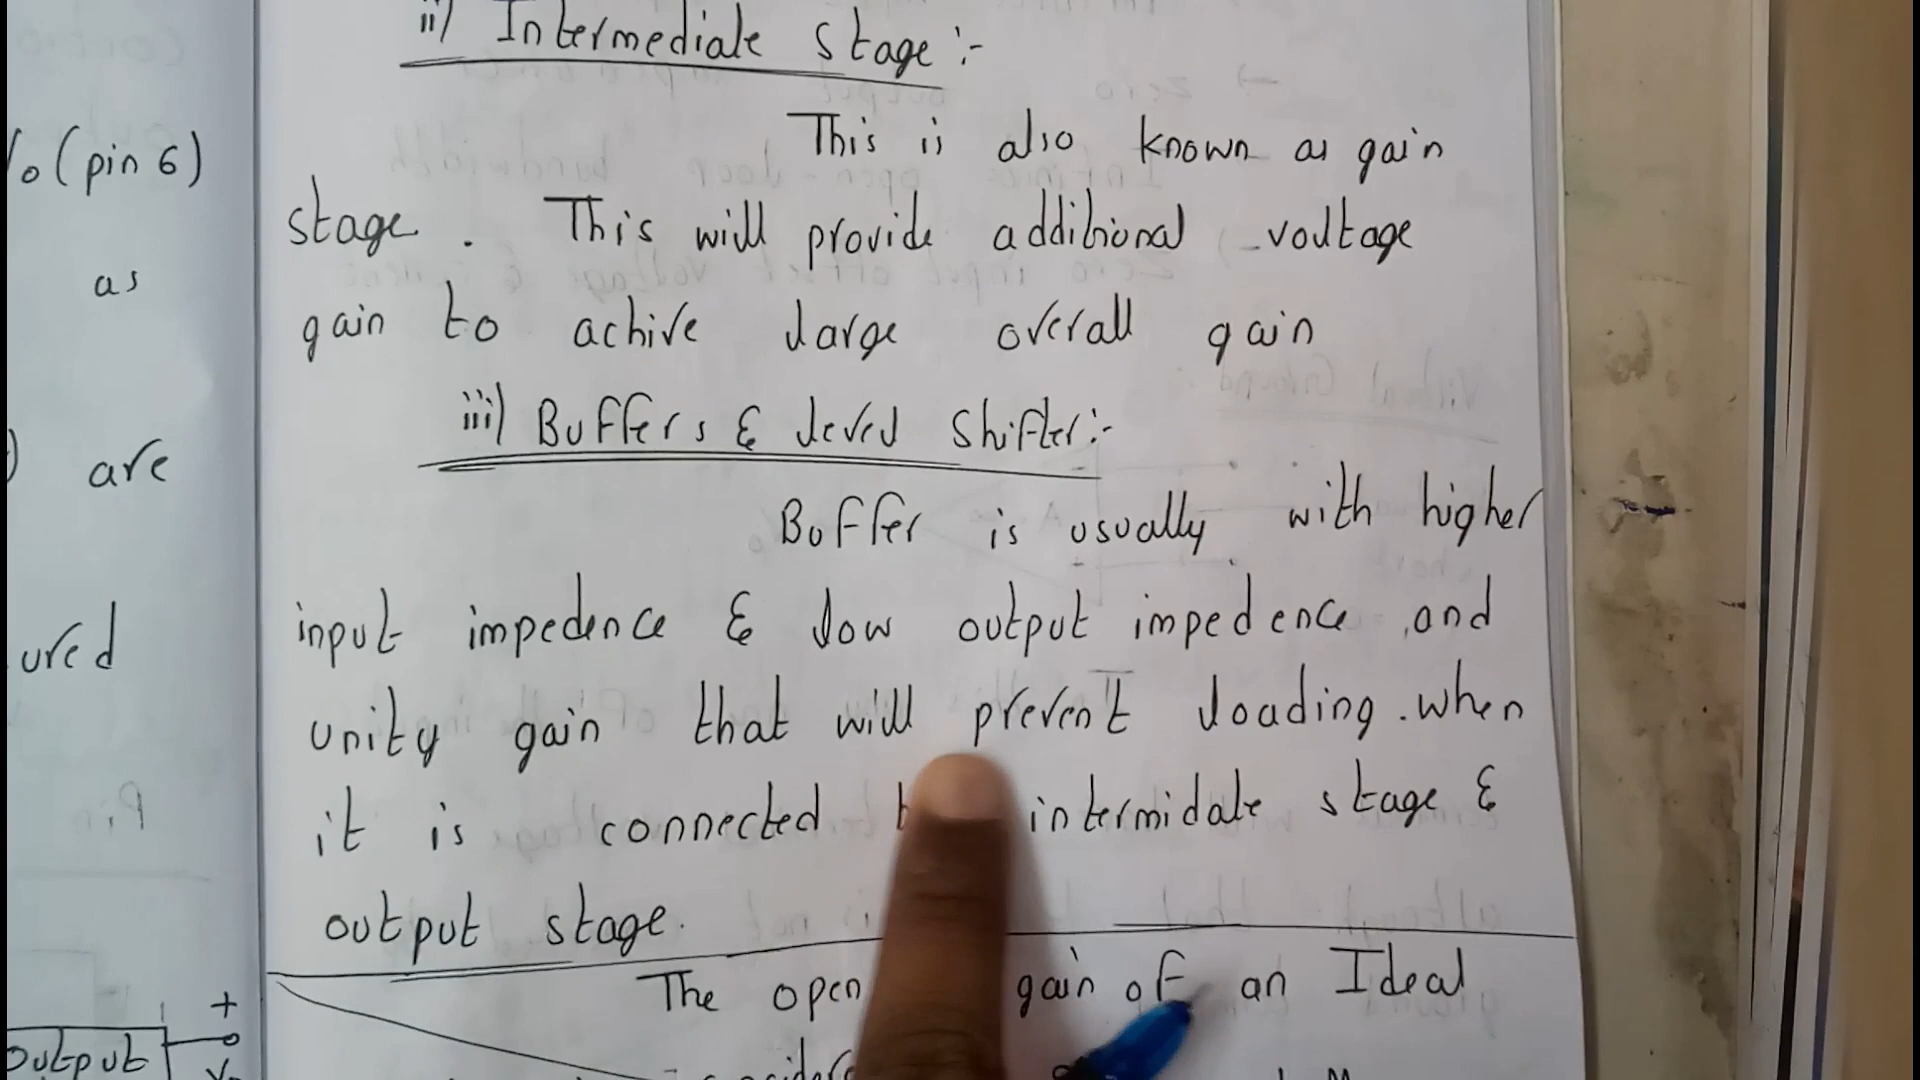 ii) Intermediate stage :-
This is also known as gain
stage. This will provide additional voltage
gain to achive large overall gain
iii) Buffers & level Shifter:-
Buffer is usually with higher
input impedence & low output impedence and
unity gain that will prevent loading. when
it is connected intermidate stage &
output stage.
The open gain of an Ideal
(pin 6)
as
are
ured
+
output